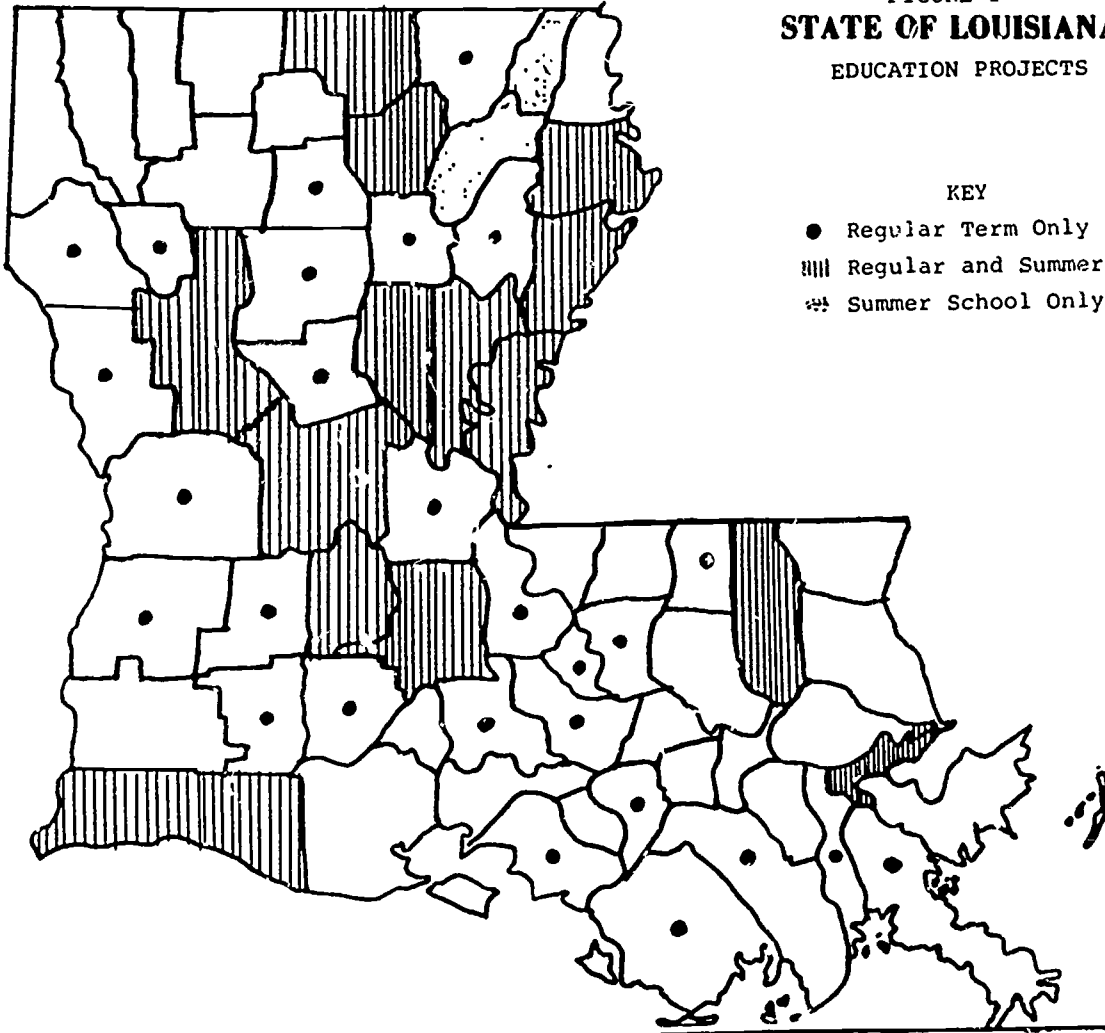 STATE OF LOUISIANA
EDUCATION PROJECTS
KEY
Regular Term Only
Regular and Summer
Summer School Only